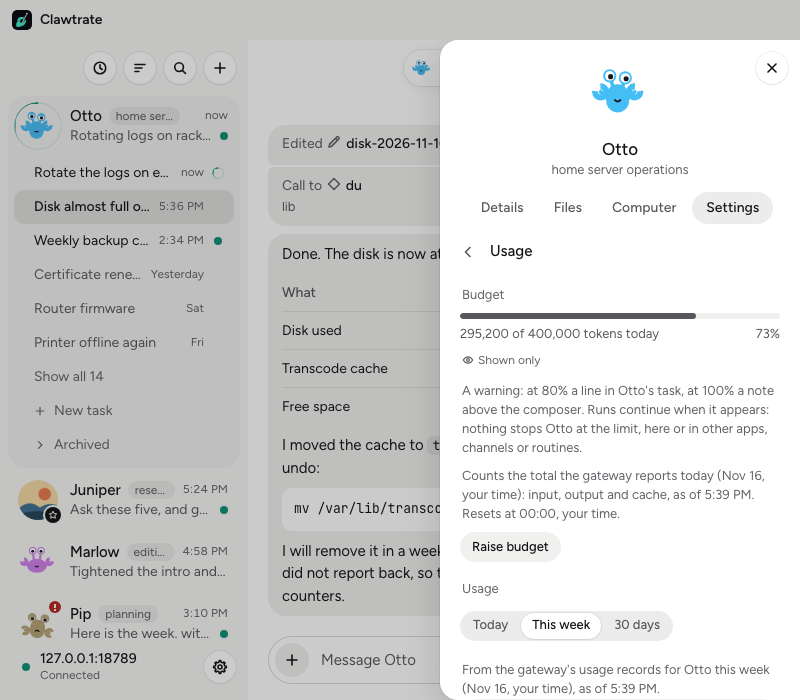 Clawtrate
Otto
home ser...
now
Rotating logs on rack...
Rotate the logs on e...
now
Disk almost full o...
5:36 PM
Weekly backup c...
2:34 PM
Certificate rene...
Yesterday
Router firmware
Sat
Printer offline again
Fri
Show all 14
New task
Archived
Juniper
rese...
5:24 PM
Ask these five, and g...
Marlow
editi...
4:58 PM
Tightened the intro and...
Pip
planning
3:10 PM
Here is the week. wit...
127.0.0.1:18789
Connected
Edited
disk-2026-11-1
Call to
du
lib
Done. The disk is now at
What
Disk used
Transcode cache
Free space
I moved the cache to
undo:
mv /var/lib/transco
I will remove it in a week
did not report back, so t
counters.
Message Otto
Otto
home server operations
Details
Files
Computer
Settings
Usage
Budget
295,200 of 400,000 tokens today
73%
Shown only
A warning: at 80% a line in Otto's task, at 100% a note
above the composer. Runs continue when it appears:
nothing stops Otto at the limit, here or in other apps,
channels or routines.
Counts the total the gateway reports today (Nov 16,
your time): input, output and cache, as of 5:39 PM.
Resets at 00:00, your time.
Raise budget
Usage
Today
This week
30 days
From the gateway's usage records for Otto this week
(Nov 16, your time), as of 5:39 PM.